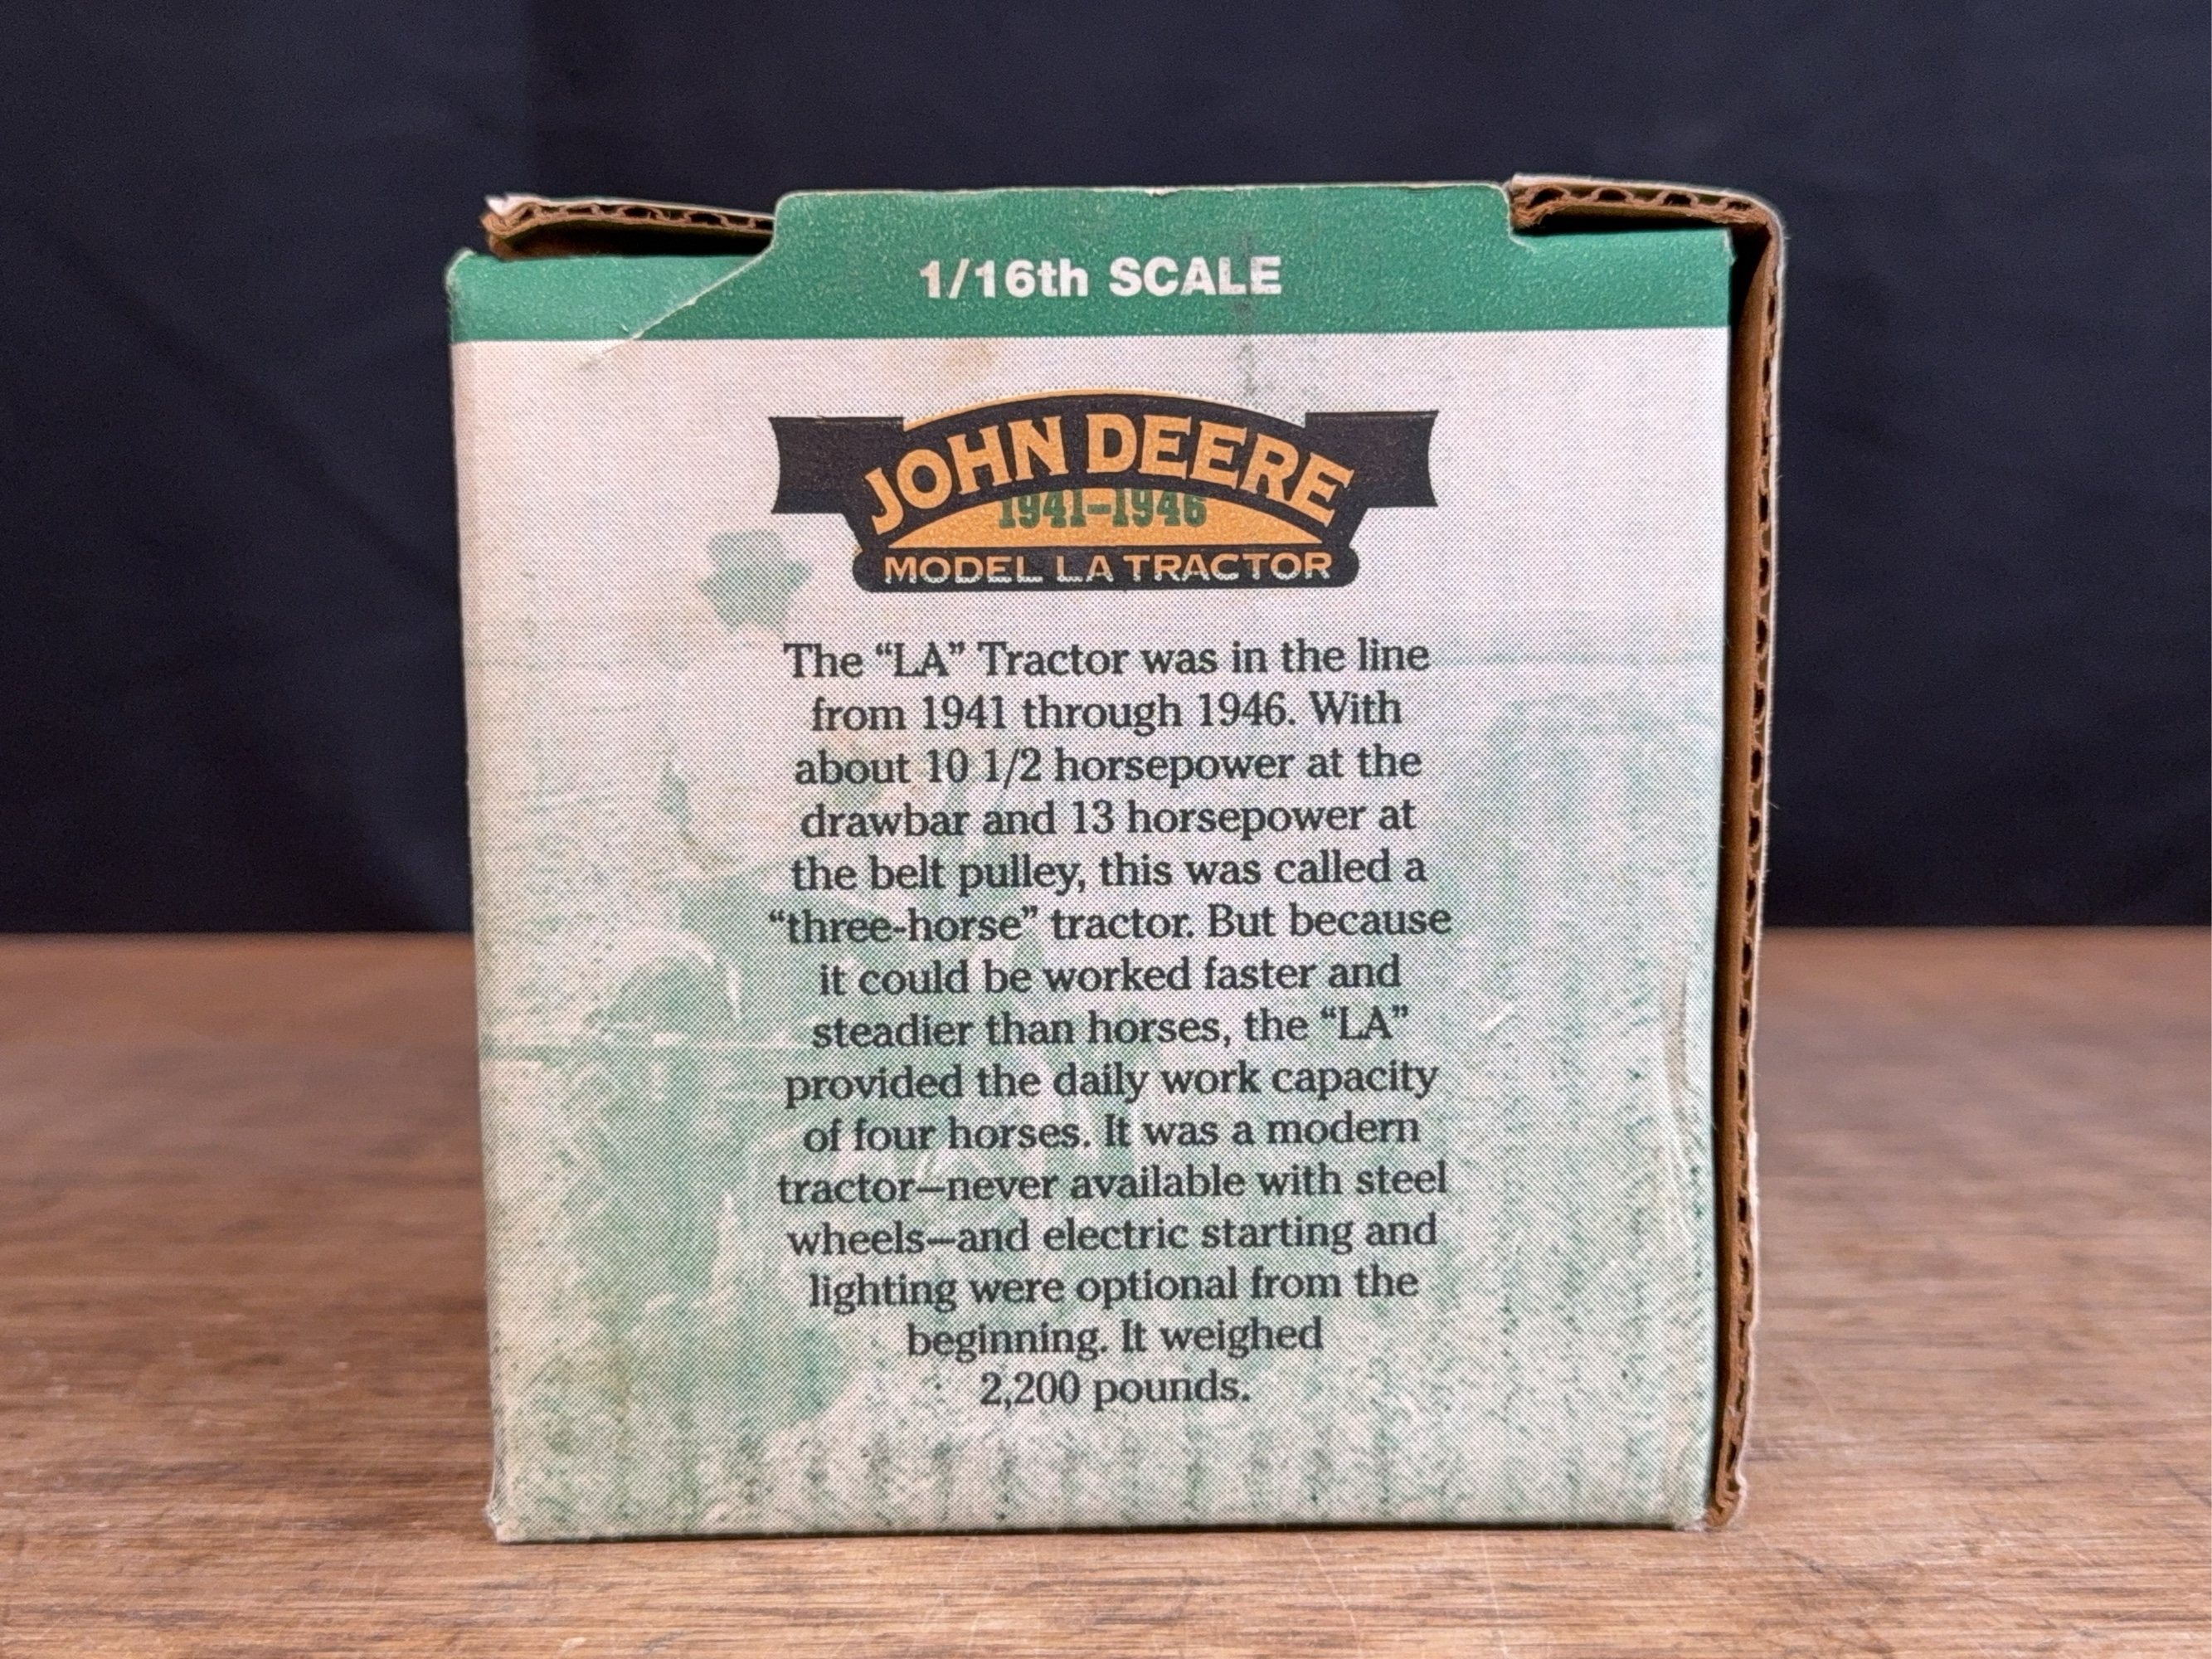 1/16th SCALE
JOHN DEERE
1941–1946
MODEL LA TRACTOR
The “LA” Tractor was in the line
from 1941 through 1946. With
about 10 1/2 horsepower at the
drawbar and 13 horsepower at
the belt pulley, this was called a
“three-horse” tractor. But because
it could be worked faster and
steadier than horses, the “LA”
provided the daily work capacity
of four horses. It was a modern
tractor—never available with steel
wheels—and electric starting and
lighting were optional from the
beginning. It weighed
2,200 pounds.